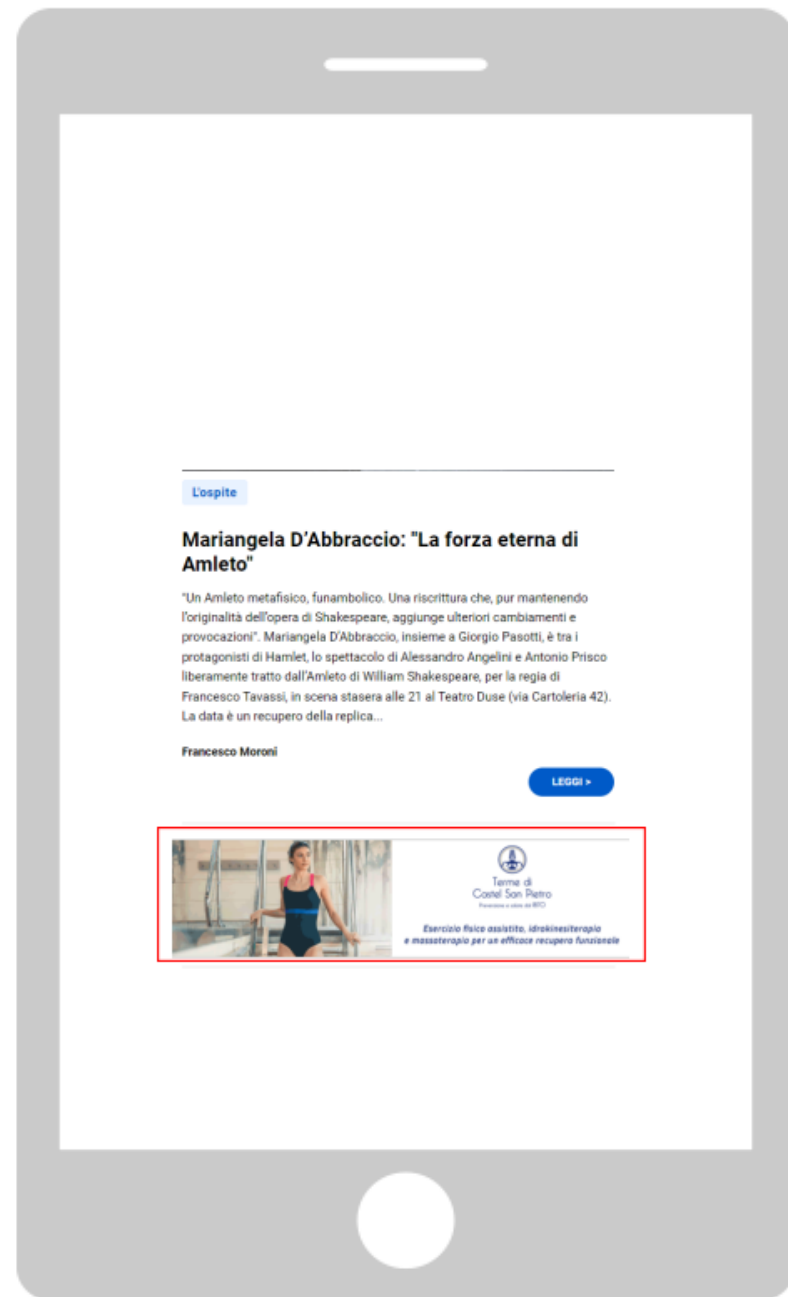 L'ospite
Mariangela D'Abbraccio: "La forza eterna di
Amleto"
"Un Amleto metafisico, funambolico. Una riscrittura che, pur mantenendo
l'originalità dell'opera di Shakespeare, aggiunge ulteriori cambiamenti e
provocazioni". Mariangela D'Abbraccio, insieme a Giorgio Pasotti, è tra i
protagonisti di Hamlet, lo spettacolo di Alessandro Angelini e Antonio Prisco
liberamente tratto dall'Amleto di William Shakespeare, per la regia di
Francesco Tavassi, in scena stasera alle 21 al Teatro Duse (via Cartoleria 42).
La data è un recupero della replica...
Francesco Moroni
LEGGI >
Terme di
Castel San Pietro
Esercizio fisico assistito, idrokinesiterapia
e massoterapia per un efficace recupero funzionale